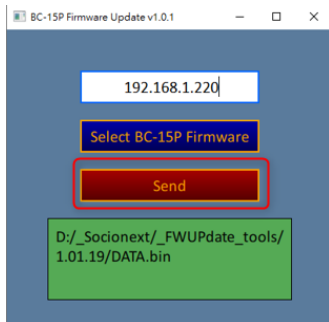 BC-15P Firmware Update v1.0.1
192.168.1.220
Select BC-15P Firmware
Send
D:/_Socionext/_FWUPdate_tools/
1.01.19/DATA.bin